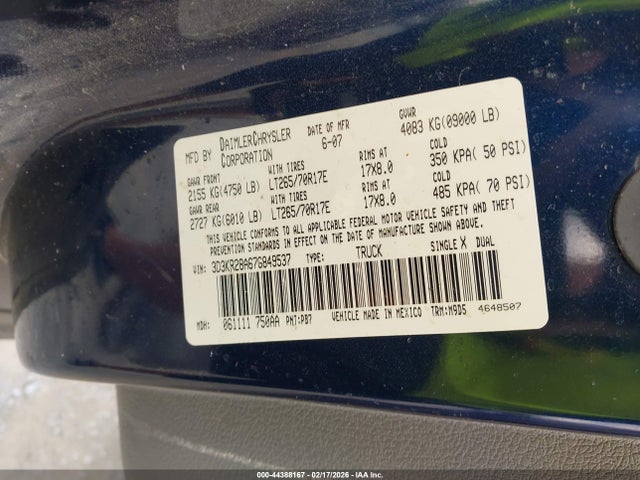 MFD BY DAIMLERCHRYSLER CORPORATION
DATE OF MFR 6-07
GVWR 4083 KG(09000 LB)
GAWR FRONT WITH TIRES RIMS AT COLD
2155 KG(4750 LB) LT265/70R17E 17X8.0 350 KPA( 50 PSI)
GAWR REAR WITH TIRES RIMS AT COLD
2727 KG(6010 LB) LT265/70R17E 17X8.0 485 KPA( 70 PSI)
THIS VEHICLE CONFORMS TO ALL APPLICABLE FEDERAL MOTOR VEHICLE SAFETY AND THEFT
PREVENTION STANDARDS IN EFFECT ON THE DATE OF MANUFACTURE SHOWN ABOVE.
VIN: 3D3KR28A67G849537 TYPE: TRUCK SINGLE X DUAL
MDH: 061111 750AA PNT:PB7 VEHICLE MADE IN MEXICO TRM:M9D5 4648507
000-44388167 - 02/17/2026 - IAA Inc.